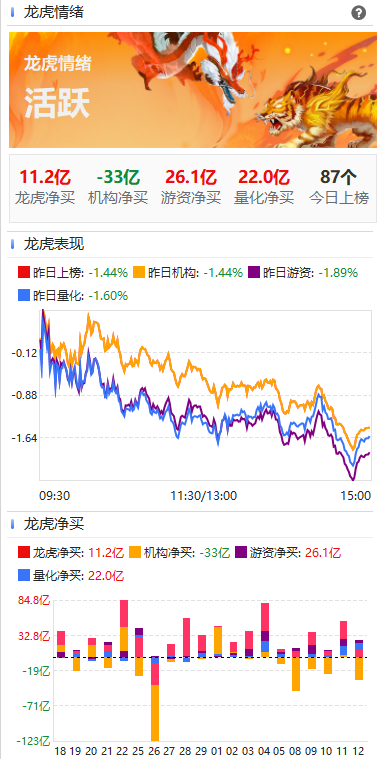 龙虎情绪 ?
龙虎情绪
活跃
11.2亿 -33亿 26.1亿 22.0亿 87个
龙虎净买 机构净买 游资净买 量化净买 今日上榜
龙虎表现
昨日上榜: -1.44% 昨日机构: -1.44% 昨日游资: -1.89%
昨日量化: -1.60%
-0.12
-0.88
-1.64
09:30 11:30/13:00 15:00
龙虎净买
龙虎净买: 11.2亿 机构净买: -33亿 游资净买: 26.1亿
量化净买: 22.0亿
84.8亿
32.8亿
-19亿
-71亿
-123亿
18 19 20 21 22 25 26 27 28 29 01 02 03 04 05 08 09 10 11 12